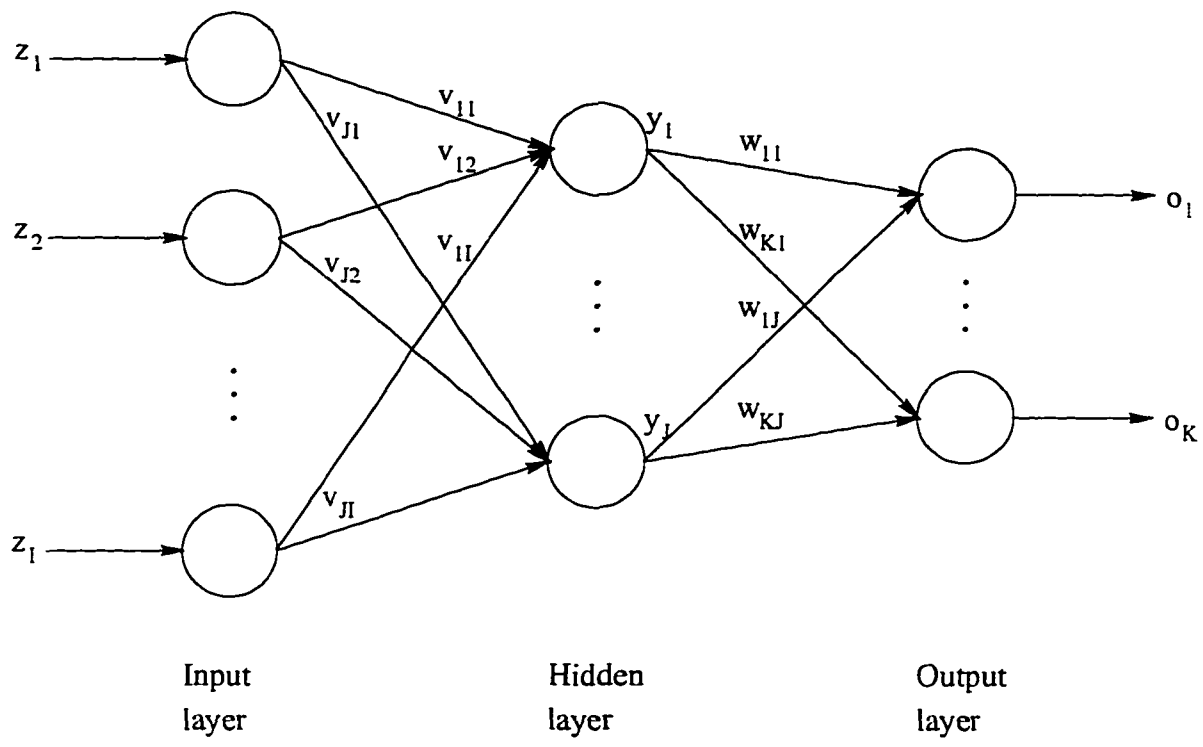 z1
z2
zI
v11
vJ1
v12
v1I
vJ2
vJI
y1
yJ
w11
wK1
w1J
wKJ
o1
oK
Input
layer
Hidden
layer
Output
layer